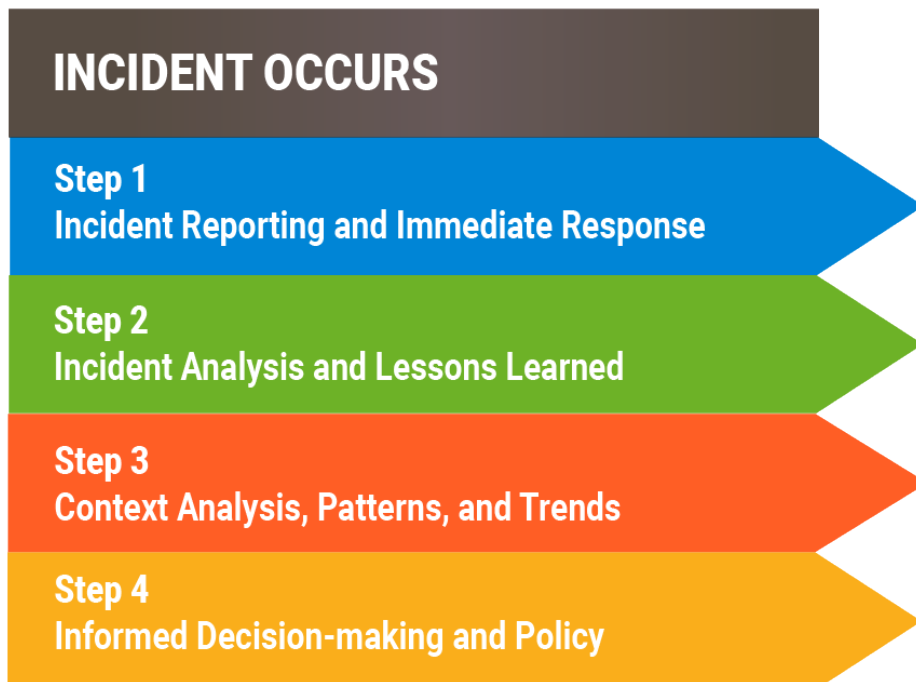 INCIDENT OCCURS
Step 1
Incident Reporting and Immediate Response
Step 2
Incident Analysis and Lessons Learned
Step 3
Context Analysis, Patterns, and Trends
Step 4
Informed Decision-making and Policy